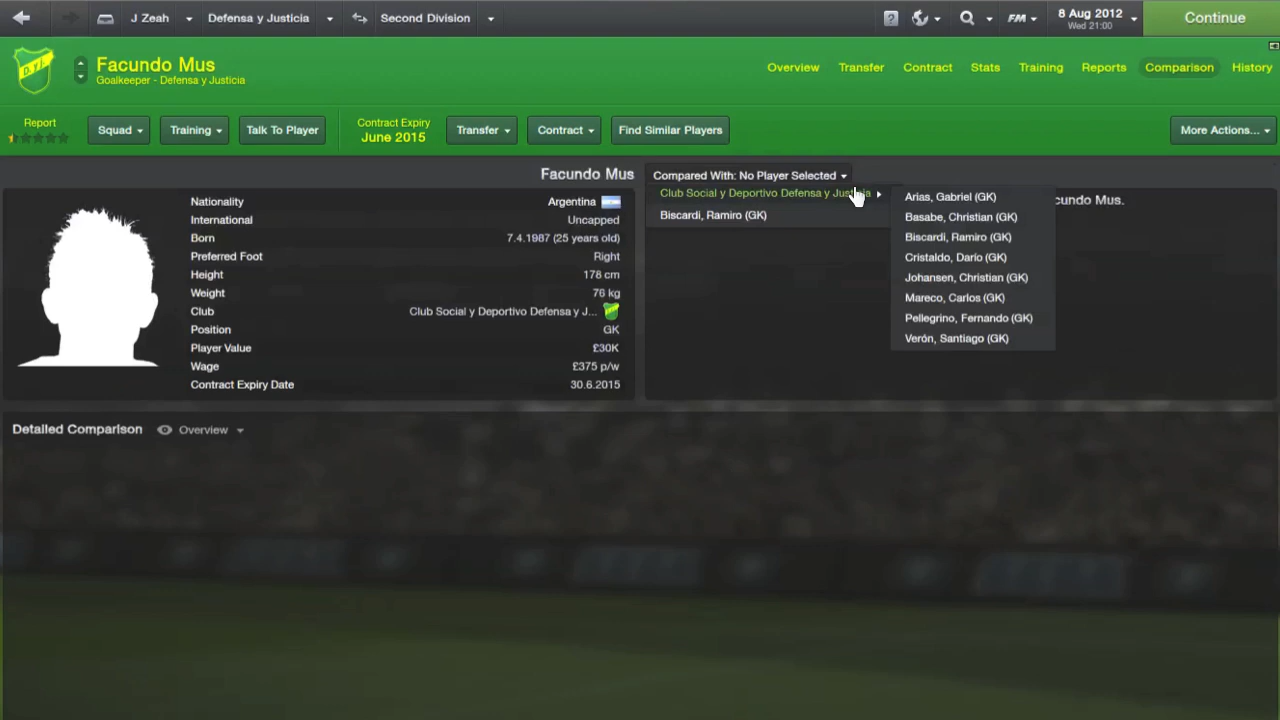 J Zeah Defensa y Justicia Second Division ? FM 8 Aug 2012 Wed 21:00 Continue
D.yJ. Facundo Mus
Goalkeeper - Defensa y Justicia
Overview Transfer Contract Stats Training Reports Comparison History
Report Squad Training Talk To Player Contract Expiry June 2015 Transfer Contract Find Similar Players More Actions...
Facundo Mus
Nationality Argentina
International Uncapped
Born 7.4.1987 (25 years old)
Preferred Foot Right
Height 178 cm
Weight 76 kg
Club Club Social y Deportivo Defensa y J...
Position GK
Player Value £30K
Wage £375 p/w
Contract Expiry Date 30.6.2015
Compared With: No Player Selected
Club Social y Deportivo Defensa y Justicia
Biscardi, Ramiro (GK)
Arias, Gabriel (GK)
Basabe, Christian (GK)
Biscardi, Ramiro (GK)
Cristaldo, Darío (GK)
Johansen, Christian (GK)
Mareco, Carlos (GK)
Pellegrino, Fernando (GK)
Verón, Santiago (GK)
cundo Mus.
Detailed Comparison Overview